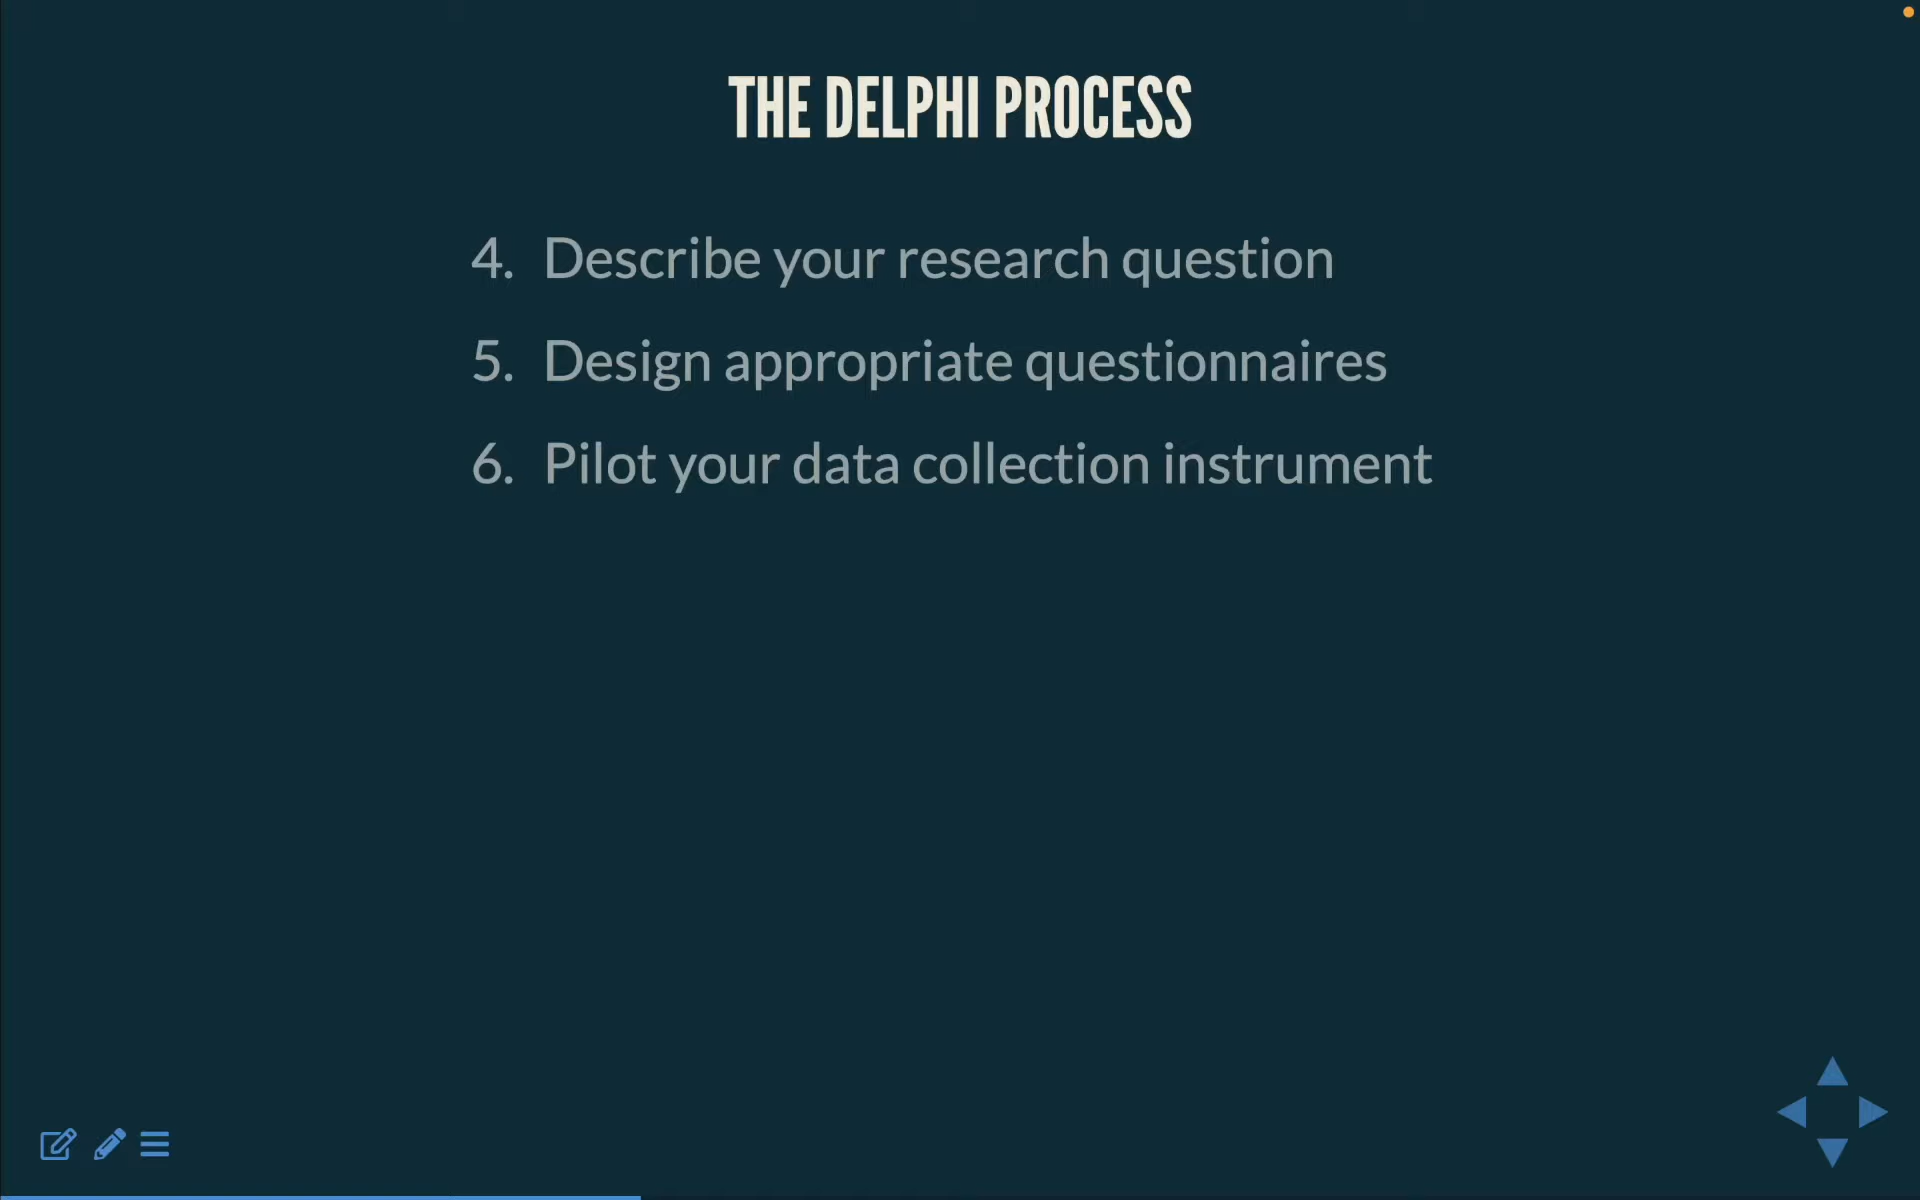 THE DELPHI PROCESS
4. Describe your research question
5. Design appropriate questionnaires
6. Pilot your data collection instrument